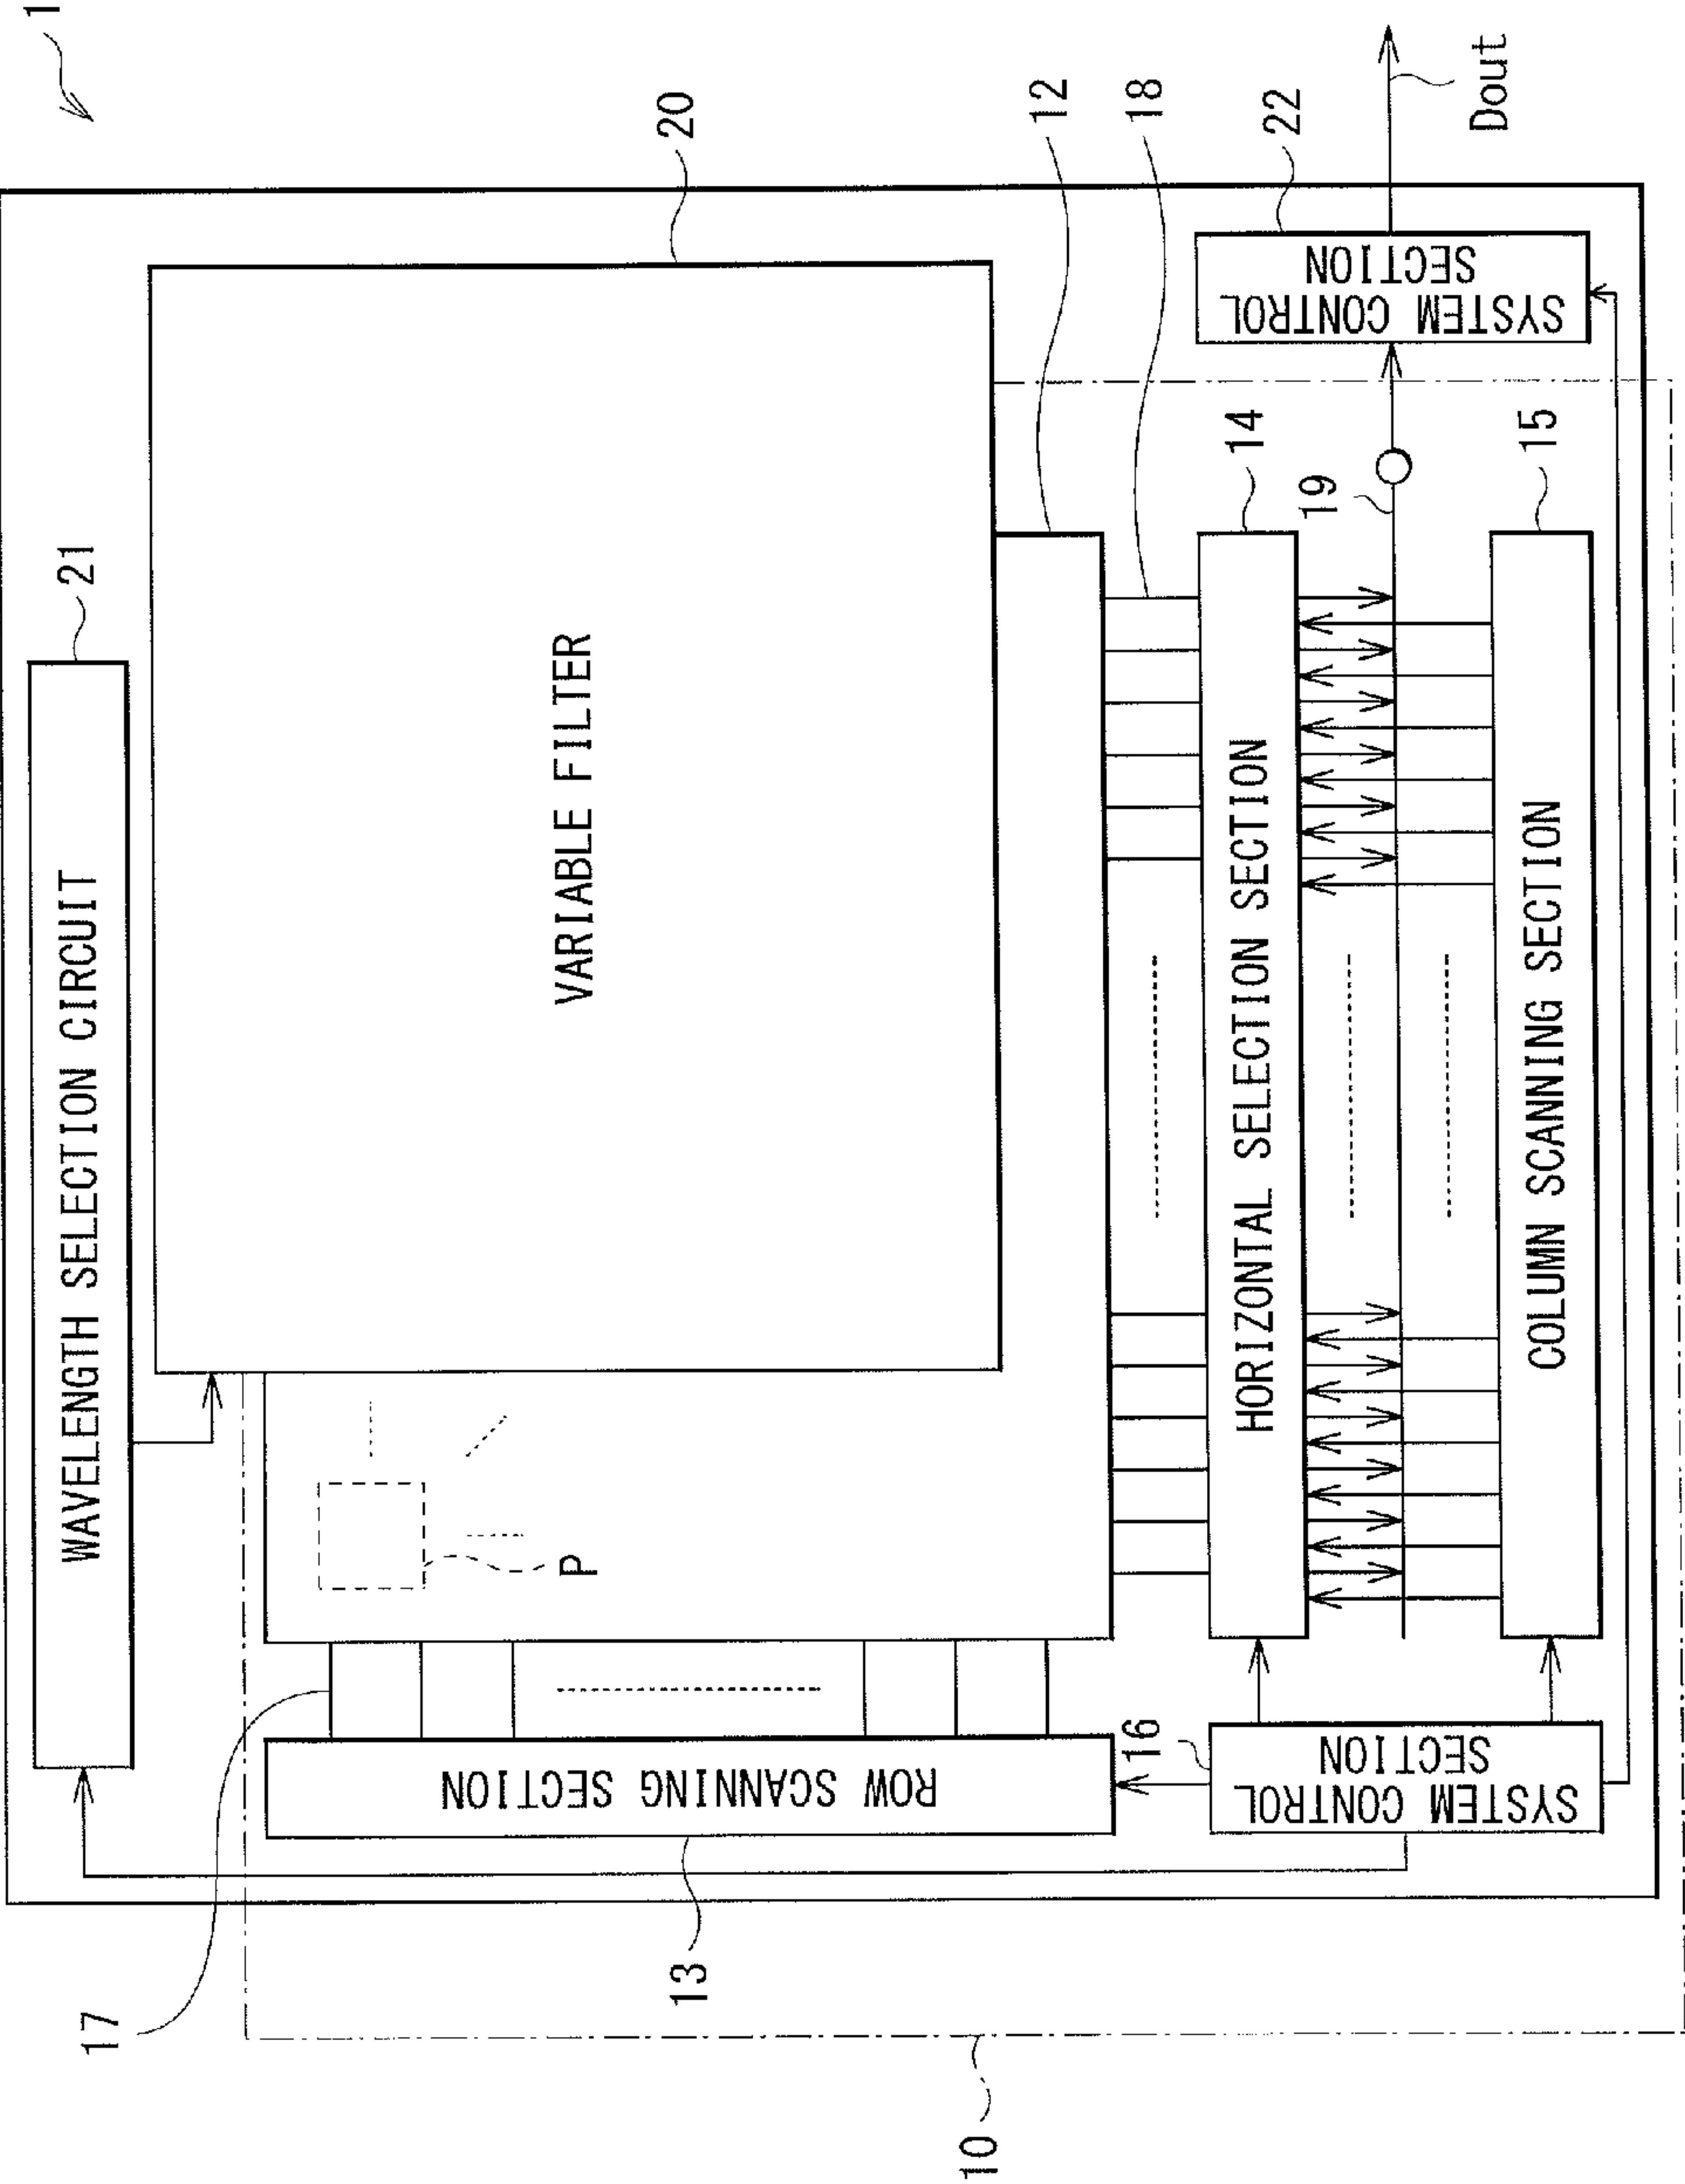 1
WAVELENGTH SELECTION CIRCUIT
21
VARIABLE FILTER
20
P
12
17
ROW SCANNING SECTION
13
18
HORIZONTAL SELECTION SECTION
14
19
16
SYSTEM CONTROL
SECTION
COLUMN SCANNING SECTION
15
SYSTEM CONTROL
SECTION
22
Dout
10